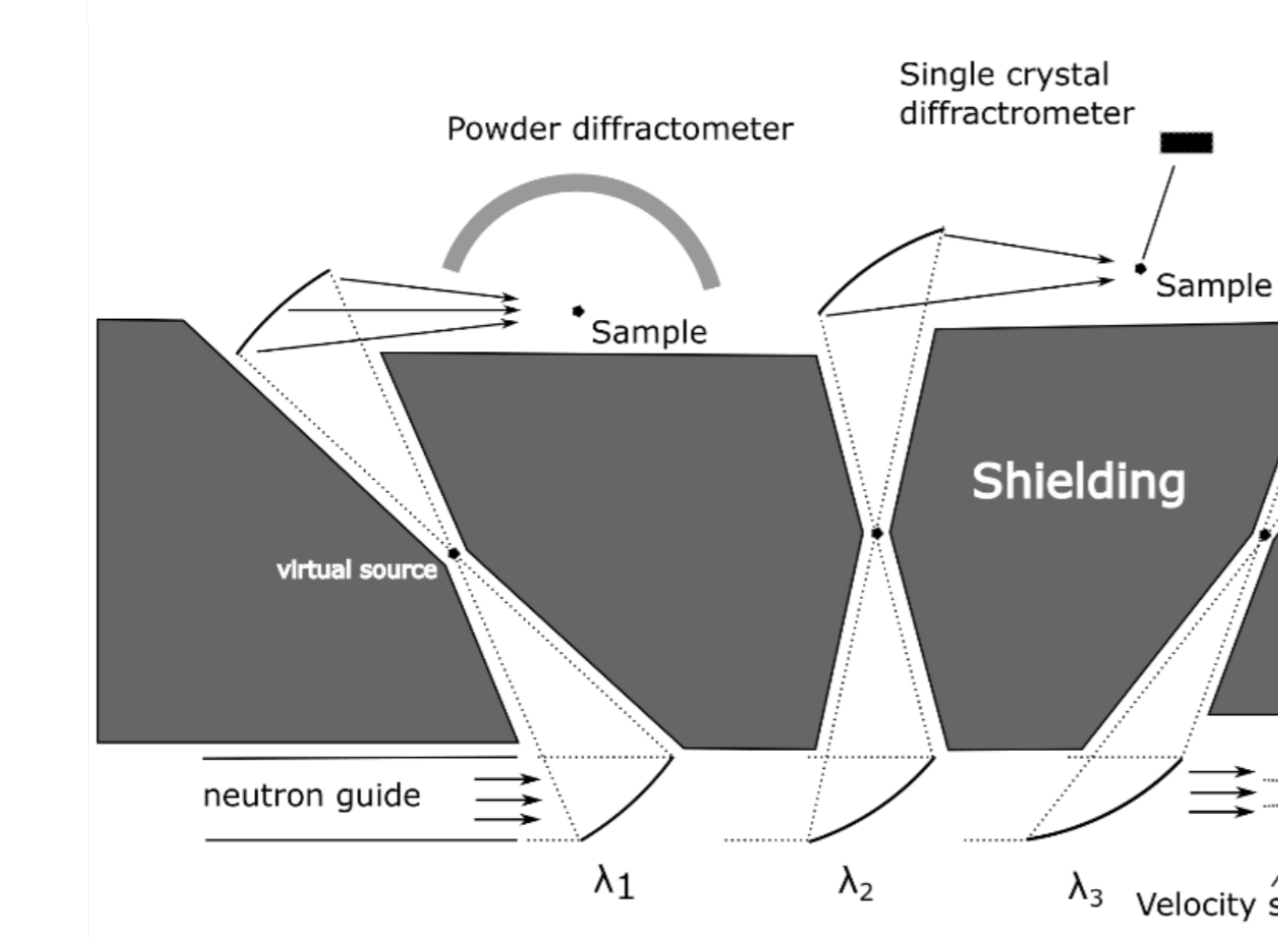 Single crystal
diffractrometer
Powder diffractometer
Sample
Sample
Shielding
virtual source
neutron guide
λ1
λ2
λ3
Velocity